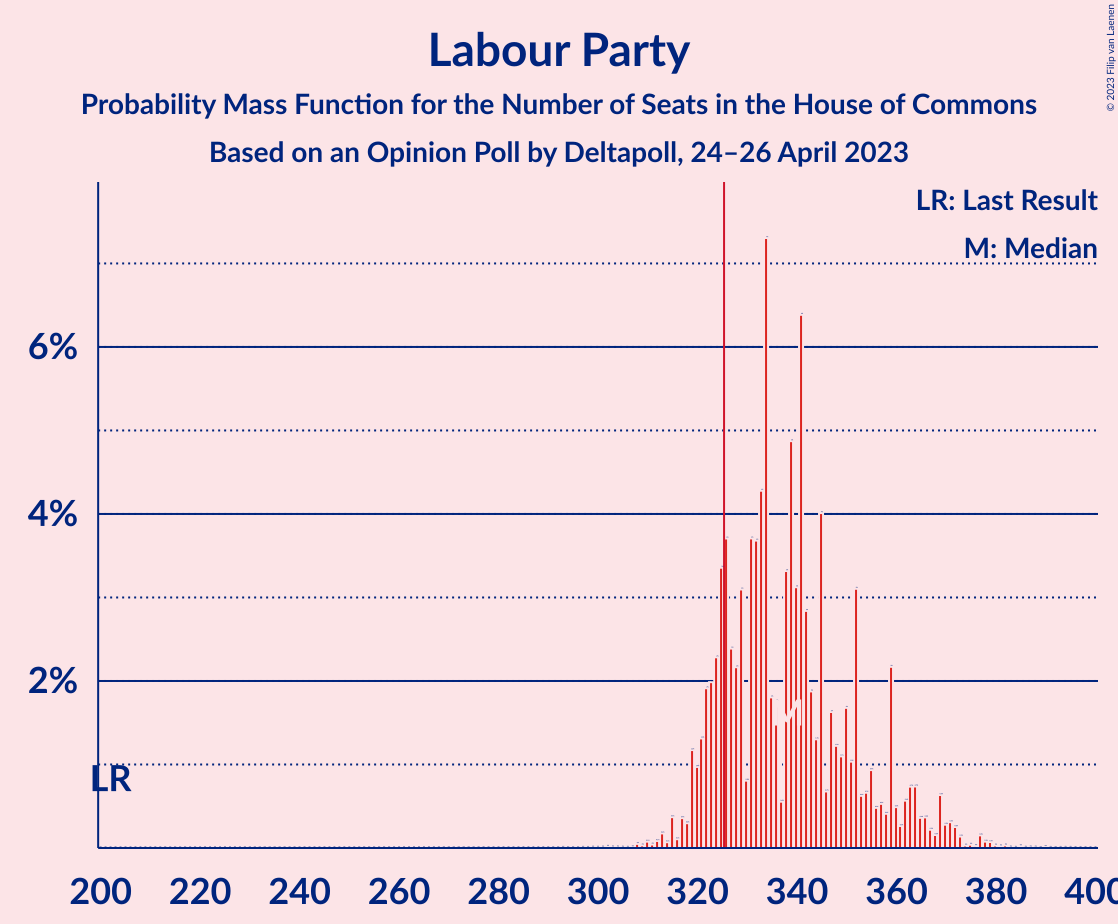 Labour Party
Probability Mass Function for the Number of Seats in the House of Commons
Based on an Opinion Poll by Deltapoll, 24–26 April 2023
© 2023 Filip van Laenen
LR: Last Result
M: Median
6%
4%
2%
LR
200 220 240 260 280 300 320 340 360 380 400